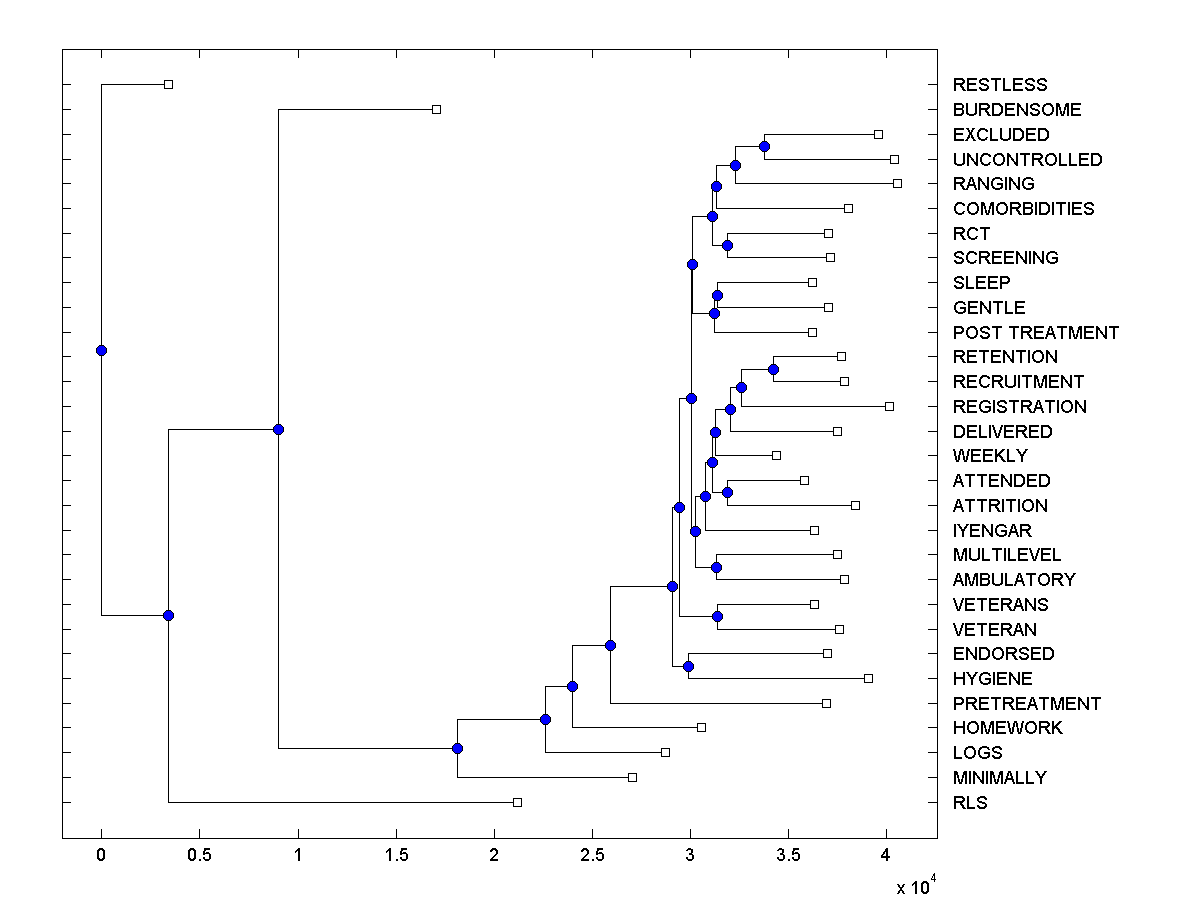 RESTLESS
BURDENSOME
EXCLUDED
UNCONTROLLED
RANGING
COMORBIDITIES
RCT
SCREENING
SLEEP
GENTLE
POST TREATMENT
RETENTION
RECRUITMENT
REGISTRATION
DELIVERED
WEEKLY
ATTENDED
ATTRITION
IYENGAR
MULTILEVEL
AMBULATORY
VETERANS
VETERAN
ENDORSED
HYGIENE
PRETREATMENT
HOMEWORK
LOGS
MINIMALLY
RLS
0 0.5 1 1.5 2 2.5 3 3.5 4
x 10^4